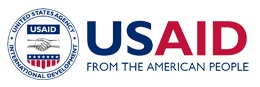 UNITED STATES AGENCY
USAID
INTERNATIONAL DEVELOPMENT
USAID
FROM THE AMERICAN PEOPLE